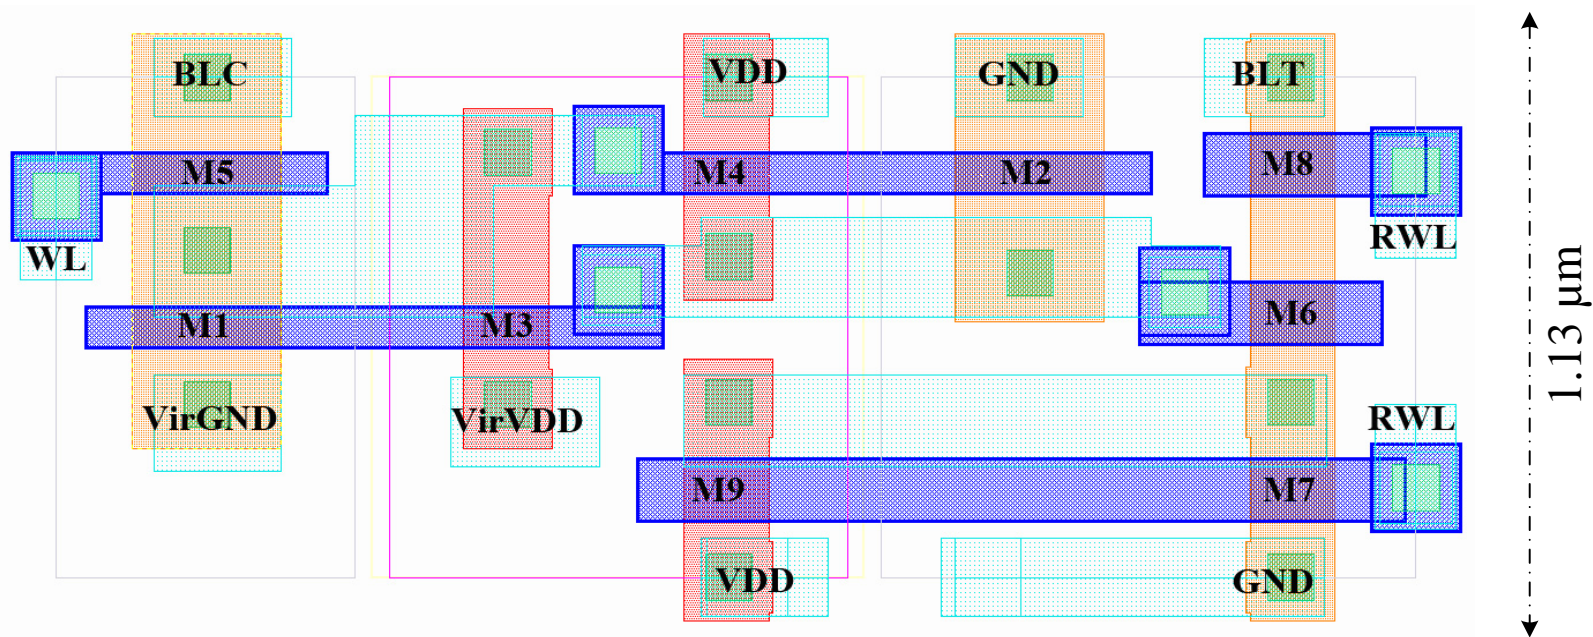 BLC VDD GND BLT
M5 M4 M2 M8
WL RWL
M1 M3 M6
VirGND VirVDD RWL
M9 M7
VDD GND
1.13 µm